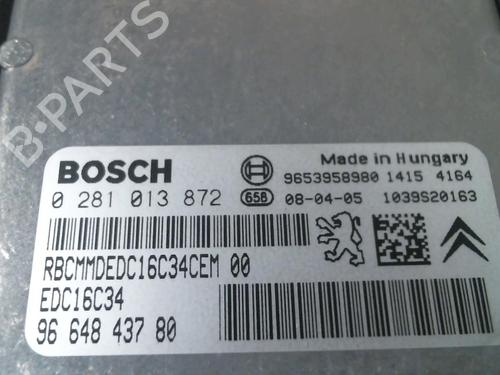 B-PARTS
BOSCH
Made in Hungary
9653958980 1415 4164
0 281 013 872
658 08-04-05 1039S20163
RBCMMDEDC16C34CEM 00
EDC16C34
96 648 437 80